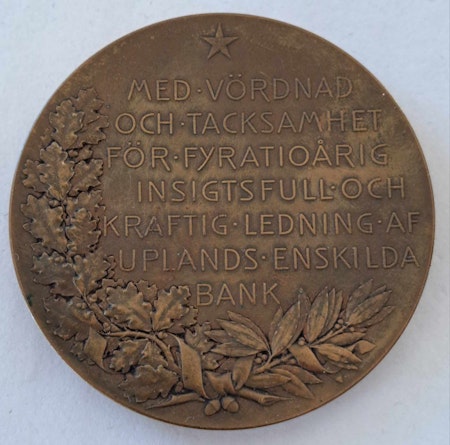 MED·VÖRDNAD
OCH·TACKSAMHET
FÖR·FYRATIOÅRIG
INSIGTSFULL·OCH
KRAFTIG·LEDNING·AF
UPLANDS·ENSKILDA
BANK